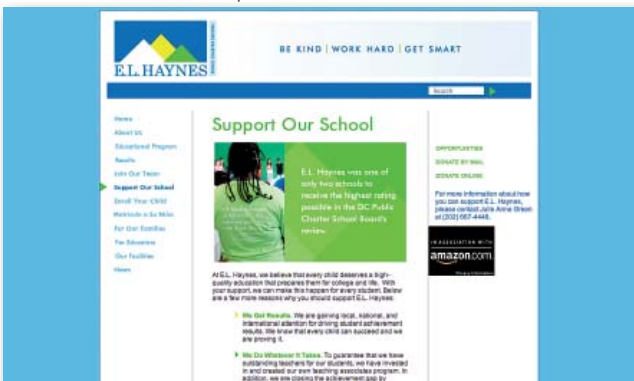 E.L. HAYNES
BE KIND | WORK HARD | GET SMART
Search
Home
About Us
Educational Program
Results
Join Our Team
Support Our School
Enroll Your Child
Matricule a Su Niño
For Our Families
For Educators
Our Facilities
News
Support Our School
E.L. Haynes was one of
only two schools to
receive the highest rating
possible in the DC Public
Charter School Board's
review.
At E.L. Haynes, we believe that every child deserves a high-
quality education that prepares them for college and life. With
your support, we can make this happen for every student. Below
are a few more reasons why you should support E.L. Haynes:
We Get Results. We are gaining local, national, and
international attention for driving student achievement
results. We know that every child can succeed and we
are proving it.
We Do Whatever It Takes. To guarantee that we have
outstanding teachers for our students, we have invested
in and created our own teaching associates program. In
addition, we are closing the achievement gap by
OPPORTUNITIES
DONATE BY MAIL
DONATE ONLINE
For more information about how
you can support E.L. Haynes,
please contact Julie Anne Green
at (202) 667-4446.
IN ASSOCIATION WITH
amazon.com
Privacy Information